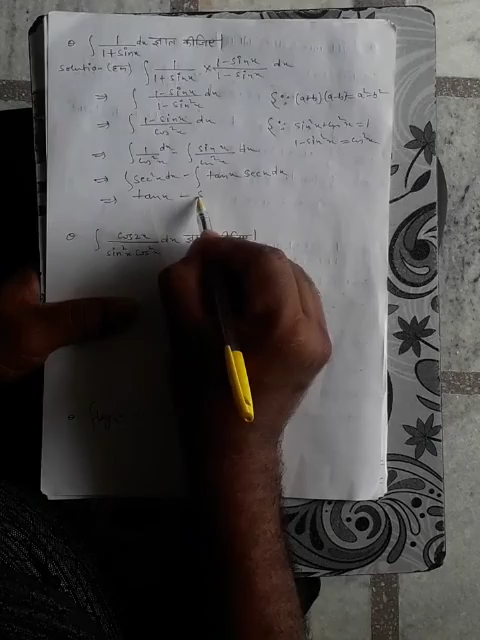 Q ∫ 1/(1+sinx) dx ज्ञात कीजिए।
Solution (हल) ∫ 1/(1+sinx) × (1-sinx)/(1-sinx) dx
⇒ ∫ (1-sinx)/(1-sin²x) dx {∵ (a+b)(a-b)= a²-b²
⇒ ∫ (1-sinx)/cos²x dx {∵ sin²x+cos²x=1
1-sin²x=cos²x
⇒ ∫ 1/cos²x dx - ∫ sinx/cos²x dx
⇒ ∫sec²x dx - ∫ tanx secx dx
⇒ tanx -
Q ∫ cos2x/(sin²x cos²x) dx ज्ञात
Q ∫